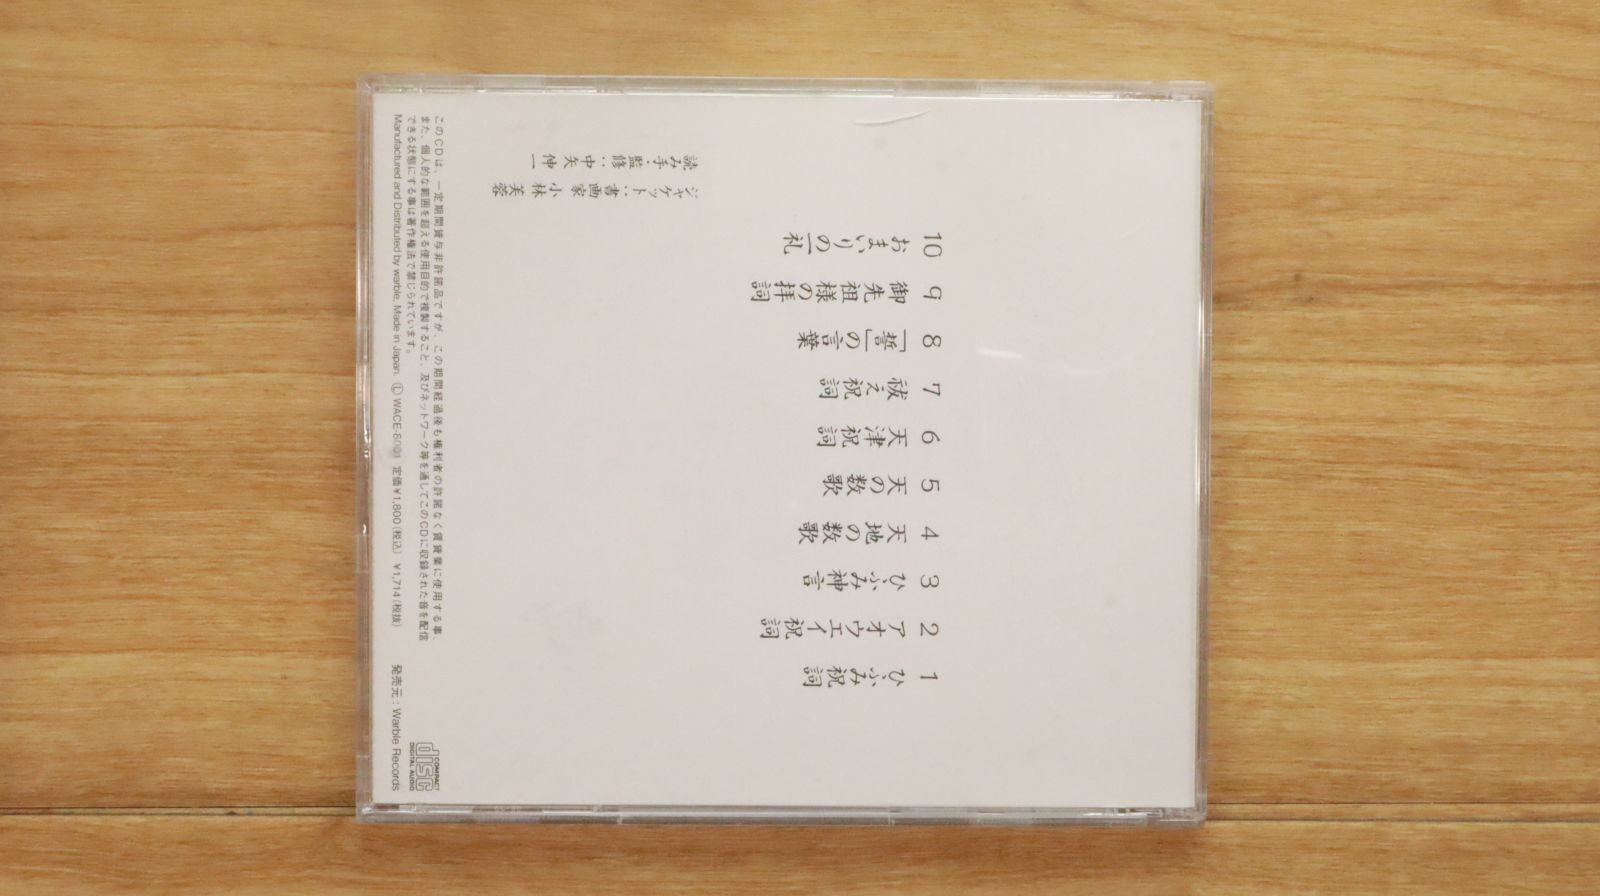 1 ひふみ祝詞
2 アオウエイ祝詞
3 ひふみ神言
4 天地の数歌
5 天の数歌
6 天津祝詞
7 祓え祝詞
8 「誓」の言葉
9 御先祖様の拝詞
10 おまいりの一礼
読み手・監修：中矢伸一
ジャケット：書画家 小林芙蓉
このCDは、一定期間貸与非許諾品ですが、この期間経過後も権利者の許諾なく賃貸業に使用する事、
また、個人的な範囲を超える使用目的で複製すること、及びネットワーク等を通してこのCDに収録された音を配信
できる状態にする事は著作権法で禁じられています。
Manufactured and Distributed by warble, Made in Japan. Ⓛ WACE-8001 定価¥1,800(税込) ¥1,714(税抜) 発売元：Warble Records
COMPACT
disc
DIGITAL AUDIO